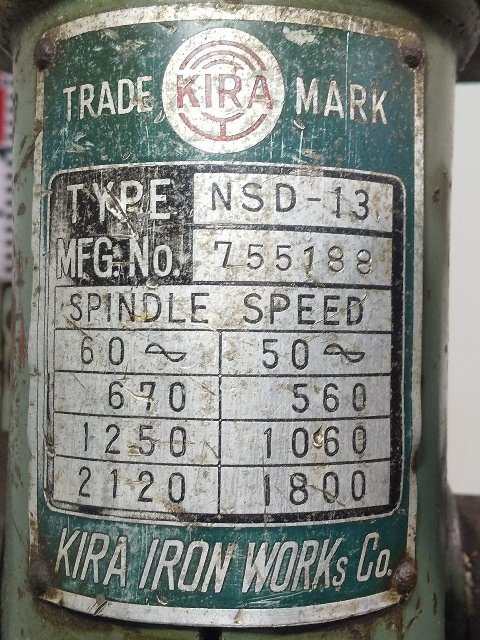 TRADE KIRA MARK
TYPE NSD-13
MFG. No. 755188
SPINDLE SPEED
60 ~ 50 ~
670 560
1250 1060
2120 1800
KIRA IRON WORKs Co.